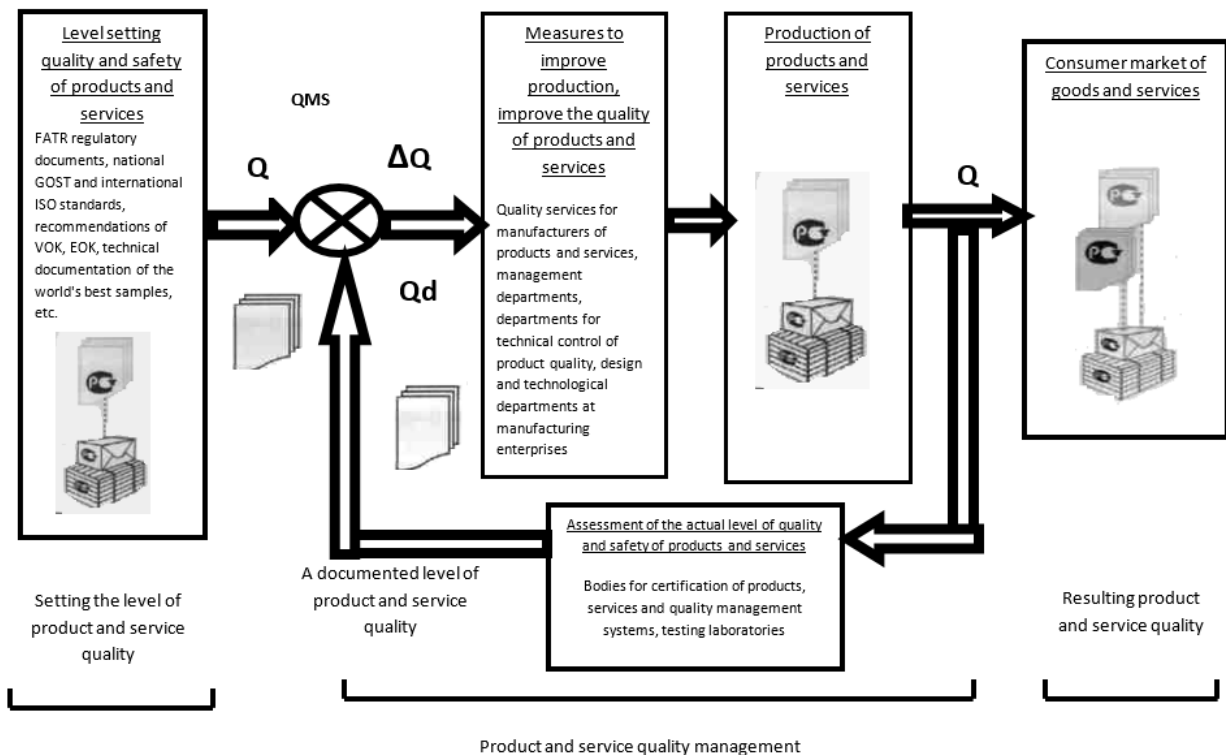 Level setting
quality and safety
of products and
services
FATR regulatory
documents, national
GOST and international
ISO standards,
recommendations of
VOK, EOK, technical
documentation of the
world's best samples,
etc.
QMS
Q
ΔQ
Qd
Measures to
improve
production,
improve the quality
of products and
services
Quality services for
manufacturers of
products and services,
management
departments,
departments for
technical control of
product quality, design
and technological
departments at
manufacturing
enterprises
Production of
products and
services
Q
Consumer market of
goods and services
Assessment of the actual level of quality
and safety of products and services
Bodies for certification of products,
services and quality management
systems, testing laboratories
A documented level of
product and service
quality
Setting the level of
product and service
quality
Resulting product
and service quality
Product and service quality management